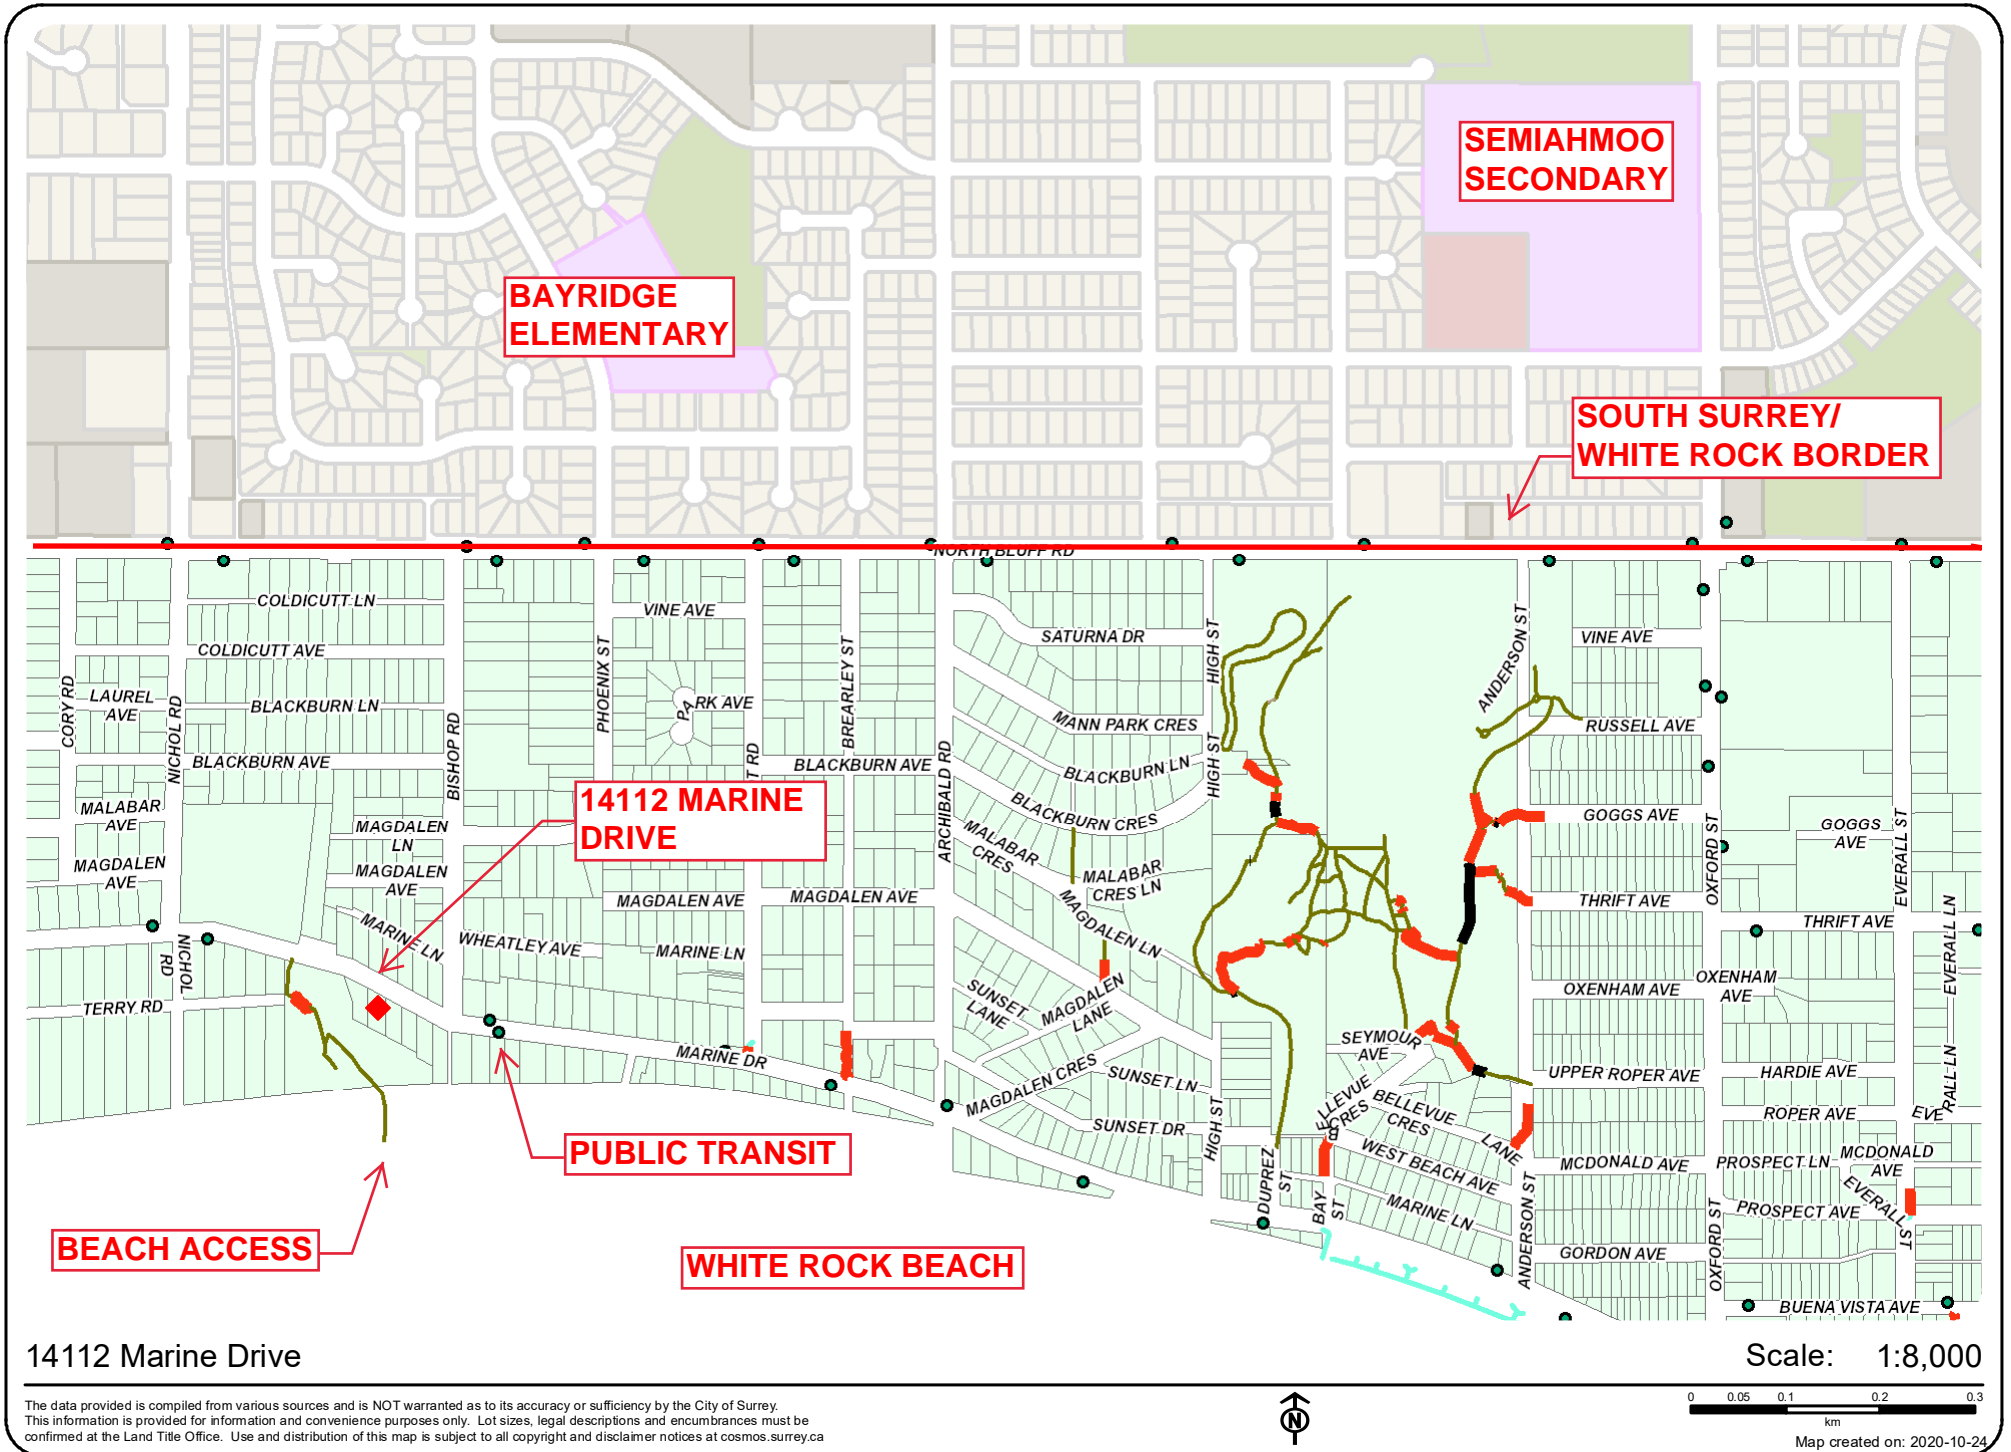 SEMIAHMOO
SECONDARY
BAYRIDGE
ELEMENTARY
SOUTH SURREY/
WHITE ROCK BORDER
NORTH BLUFF RD
COLDICUTT LN
VINE AVE
SATURNA DR
HIGH ST
ANDERSON ST
VINE AVE
COLDICUTT AVE
PHOENIX ST
BREARLEY ST
CORY RD
LAUREL
AVE
NICHOL RD
BLACKBURN LN
BISHOP RD
PA
RK AVE
MANN PARK CRES
RUSSELL AVE
BLACKBURN AVE
T RD
BLACKBURN AVE
ARCHIBALD RD
BLACKBURN LN
HIGH ST
14112 MARINE
DRIVE
MALABAR
AVE
MAGDALEN
LN
BLACKBURN CRES
GOGGS AVE
OXFORD ST
GOGGS
AVE
EVERALL ST
MAGDALEN
AVE
MAGDALEN
AVE
MALABAR
CRES
MALABAR
CRES LN
MAGDALEN AVE
MAGDALEN AVE
THRIFT AVE
THRIFT AVE
EVERALL LN
MARINE LN
WHEATLEY AVE
MARINE LN
MAGDALEN LN
NICHOL
RD
TERRY RD
SUNSET
LANE
MAGDALEN
LANE
OXENHAM AVE
OXENHAM
AVE
MARINE DR
SEYMOUR
AVE
MAGDALEN CRES
SUNSET LN
UPPER ROPER AVE
HARDIE AVE
RALL LN
EVE
BELLEVUE
CRES
B
ELLEVUE
CRES
ROPER AVE
SUNSET DR
HIGH ST
LANE
PUBLIC TRANSIT
WEST BEACH AVE
MCDONALD AVE
PROSPECT LN
MCDONALD
AVE
DUPREZ
ST
BAY
ST
MARINE LN
ANDERSON ST
OXFORD ST
PROSPECT AVE
EVERALL
ST
BEACH ACCESS
WHITE ROCK BEACH
GORDON AVE
BUENA VISTA AVE
14112 Marine Drive
Scale: 1:8,000
The data provided is compiled from various sources and is NOT warranted as to its accuracy or sufficiency by the City of Surrey.
This information is provided for information and convenience purposes only. Lot sizes, legal descriptions and encumbrances must be
confirmed at the Land Title Office. Use and distribution of this map is subject to all copyright and disclaimer notices at cosmos.surrey.ca
N
0 0.05 0.1 0.2 0.3
km
Map created on: 2020-10-24